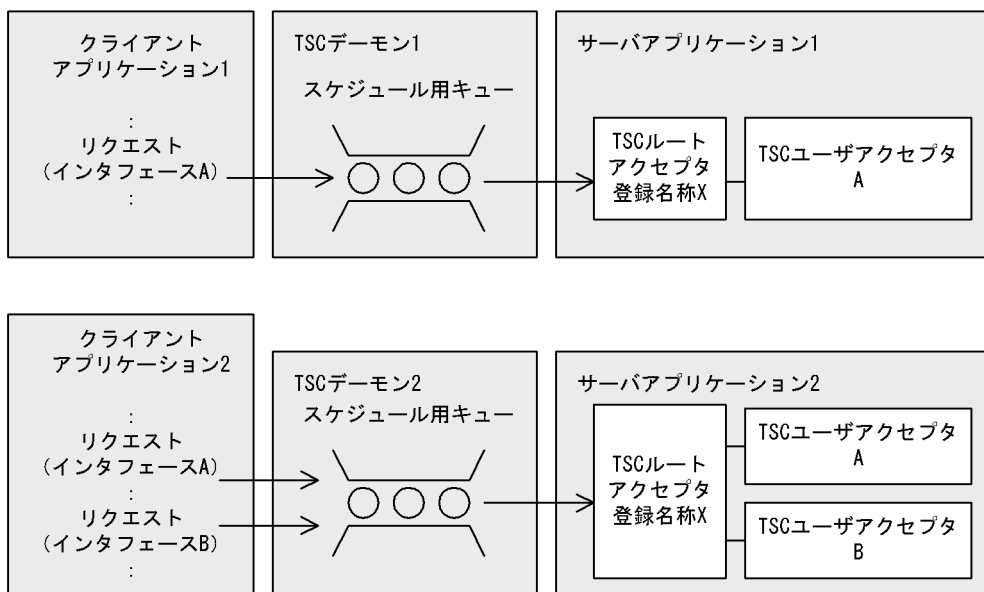 クライアント
アプリケーション1
:
リクエスト
(インタフェースA)
:
TSCデーモン1
スケジュール用キュー
サーバアプリケーション1
TSCルート
アクセプタ
登録名称X
TSCユーザアクセプタ
A
クライアント
アプリケーション2
:
リクエスト
(インタフェースA)
:
リクエスト
(インタフェースB)
:
TSCデーモン2
スケジュール用キュー
サーバアプリケーション2
TSCルート
アクセプタ
登録名称X
TSCユーザアクセプタ
A
TSCユーザアクセプタ
B